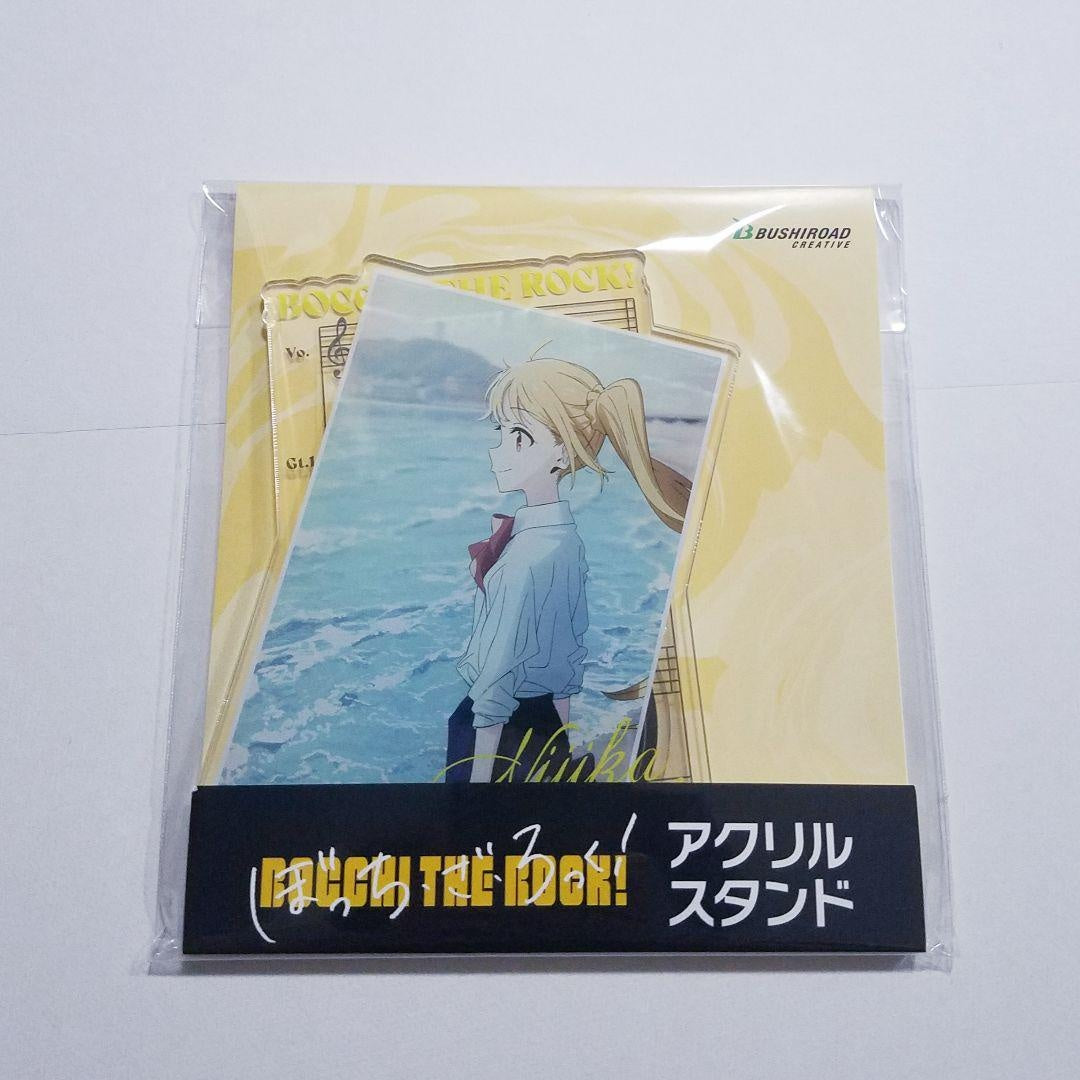 BUSHIROAD
CREATIVE
BOCCHI THE ROCK!
Vo.
Gt.1
Nijika
ぼっち・ざ・ろっく!
BOCCHI THE ROCK!
アクリル
スタンド